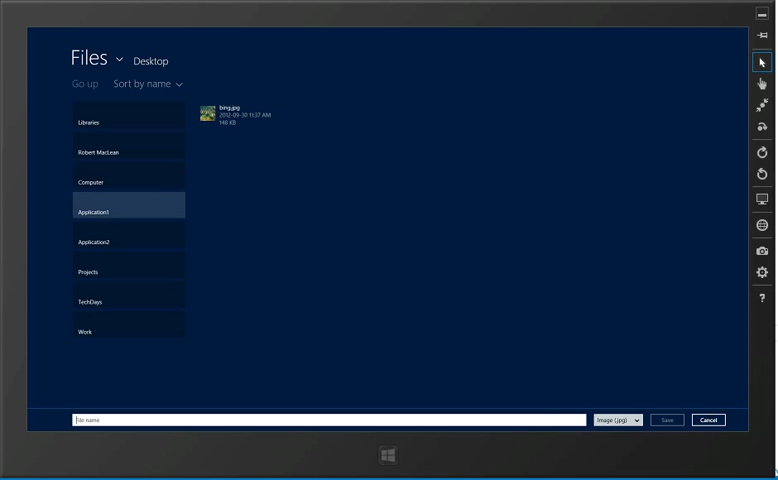 Files
Desktop
Go up
Sort by name
Libraries
Robert MacLean
Computer
Application1
Application2
Projects
TechDays
Work
bing.jpg
2012-09-30 11:37 AM
148 KB
File name
Image (.jpg)
Save
Cancel
?